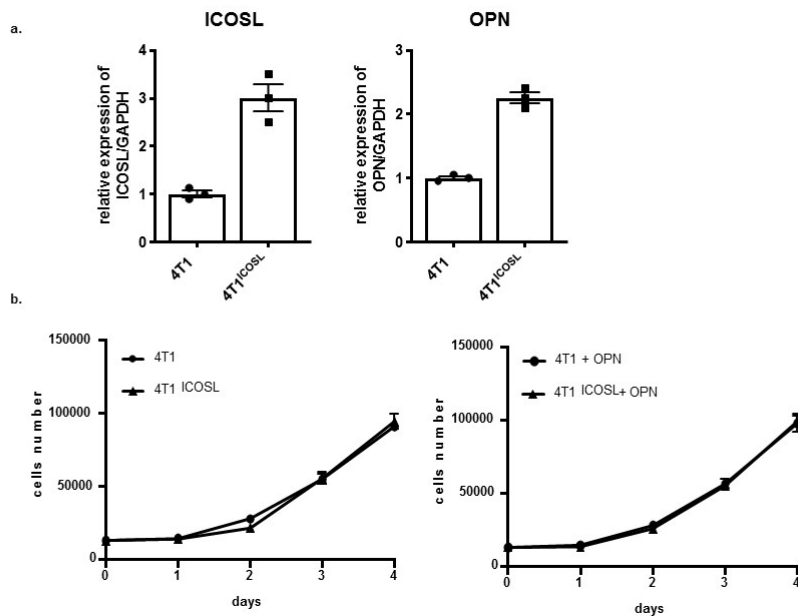 a.
ICOSL
OPN
relative expression of
ICOSL/GAPDH
4
3
2
1
0
4T1
4T1ICOSL
relative expression of
OPN/GAPDH
3
2
1
0
4T1
4T1ICOSL
b.
cells number
150000
100000
50000
0
4T1
4T1 ICOSL
0 1 2 3 4
days
cells number
150000
100000
50000
0
4T1 + OPN
4T1 ICOSL+ OPN
0 1 2 3 4
days